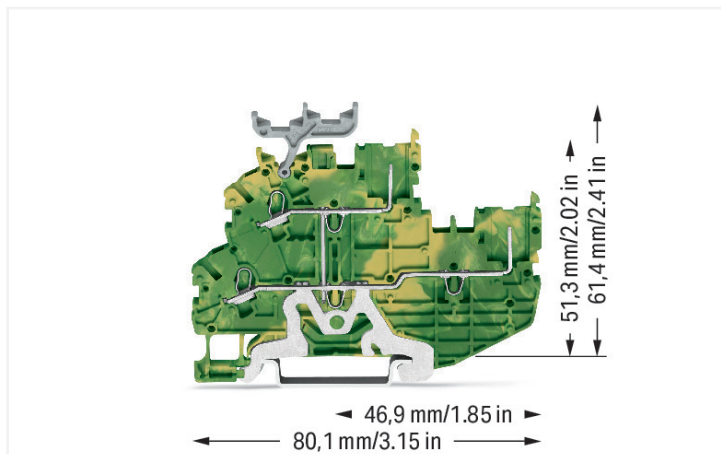 51,3 mm/2.02 in
61,4 mm/2.41 in
46,9 mm/1.85 in
80,1 mm/3.15 in